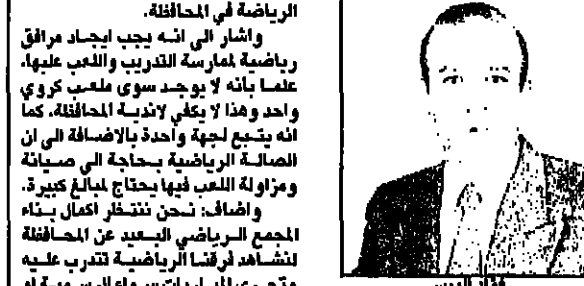 الرياضة في المحافظة.
واشار الى انه يجب ايجاد مرافق
رياضية لممارسة التدريب واللعب عليها،
علما بأنه لا يوجد سوى ملعب كروي
واحد وهذا لا يكفي لاندية المحافظة، كما
انه يتبع لجهة واحدة بالاضافة الى ان
الصالة الرياضية بحاجة الى صيانة
ومزاولة اللعب فيها يحتاج لمبالغ كبيرة.
واضاف: نحن ننتظر اكمال بناء
المجمع الرياضي البعيد عن المحافظة
لنشاهد فرقنا الرياضية تتدرب عليه